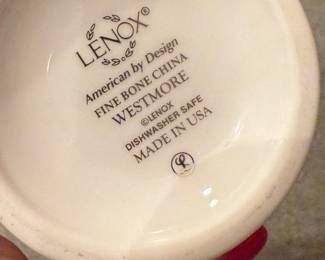 LENOX®
American by Design
FINE BONE CHINA
WESTMORE
©LENOX
DISHWASHER SAFE
MADE IN USA
L